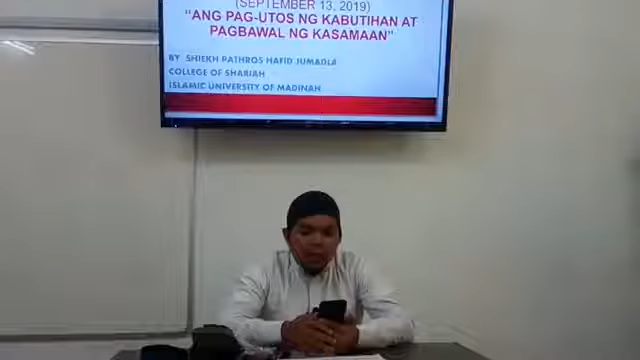 (SEPTEMBER 13, 2019)
“ANG PAG-UTOS NG KABUTIHAN AT
PAGBAWAL NG KASAMAAN”
BY SHIEKH PATHROS HAFID JUMADLA
COLLEGE OF SHARIAH
ISLAMIC UNIVERSITY OF MADINAH